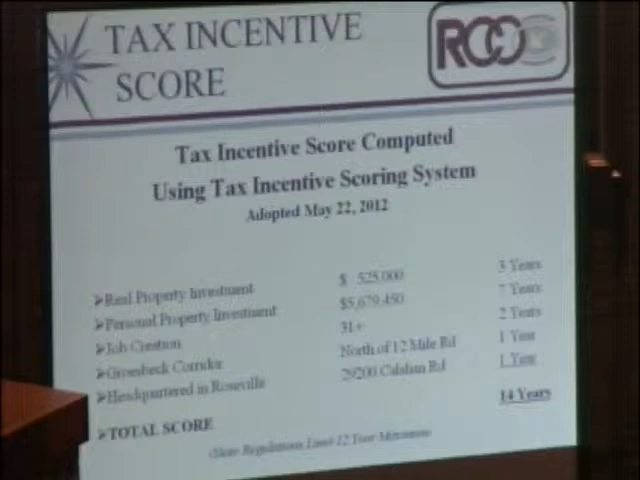 TAX INCENTIVE
SCORE
RCOC
Tax Incentive Score Computed
Using Tax Incentive Scoring System
Adopted May 22, 2012
➢Real Property Investment $ 525,000 3 Years
➢Personal Property Investment $5,679,450 7 Years
➢Job Creation 31+ 2 Years
➢Groesbeck Corridor North of 12 Mile Rd 1 Year
➢Headquartered in Roseville 29200 Calahan Rd 1 Year
➢TOTAL SCORE 14 Years
(State Regulations Limit 12 Year Maximum)